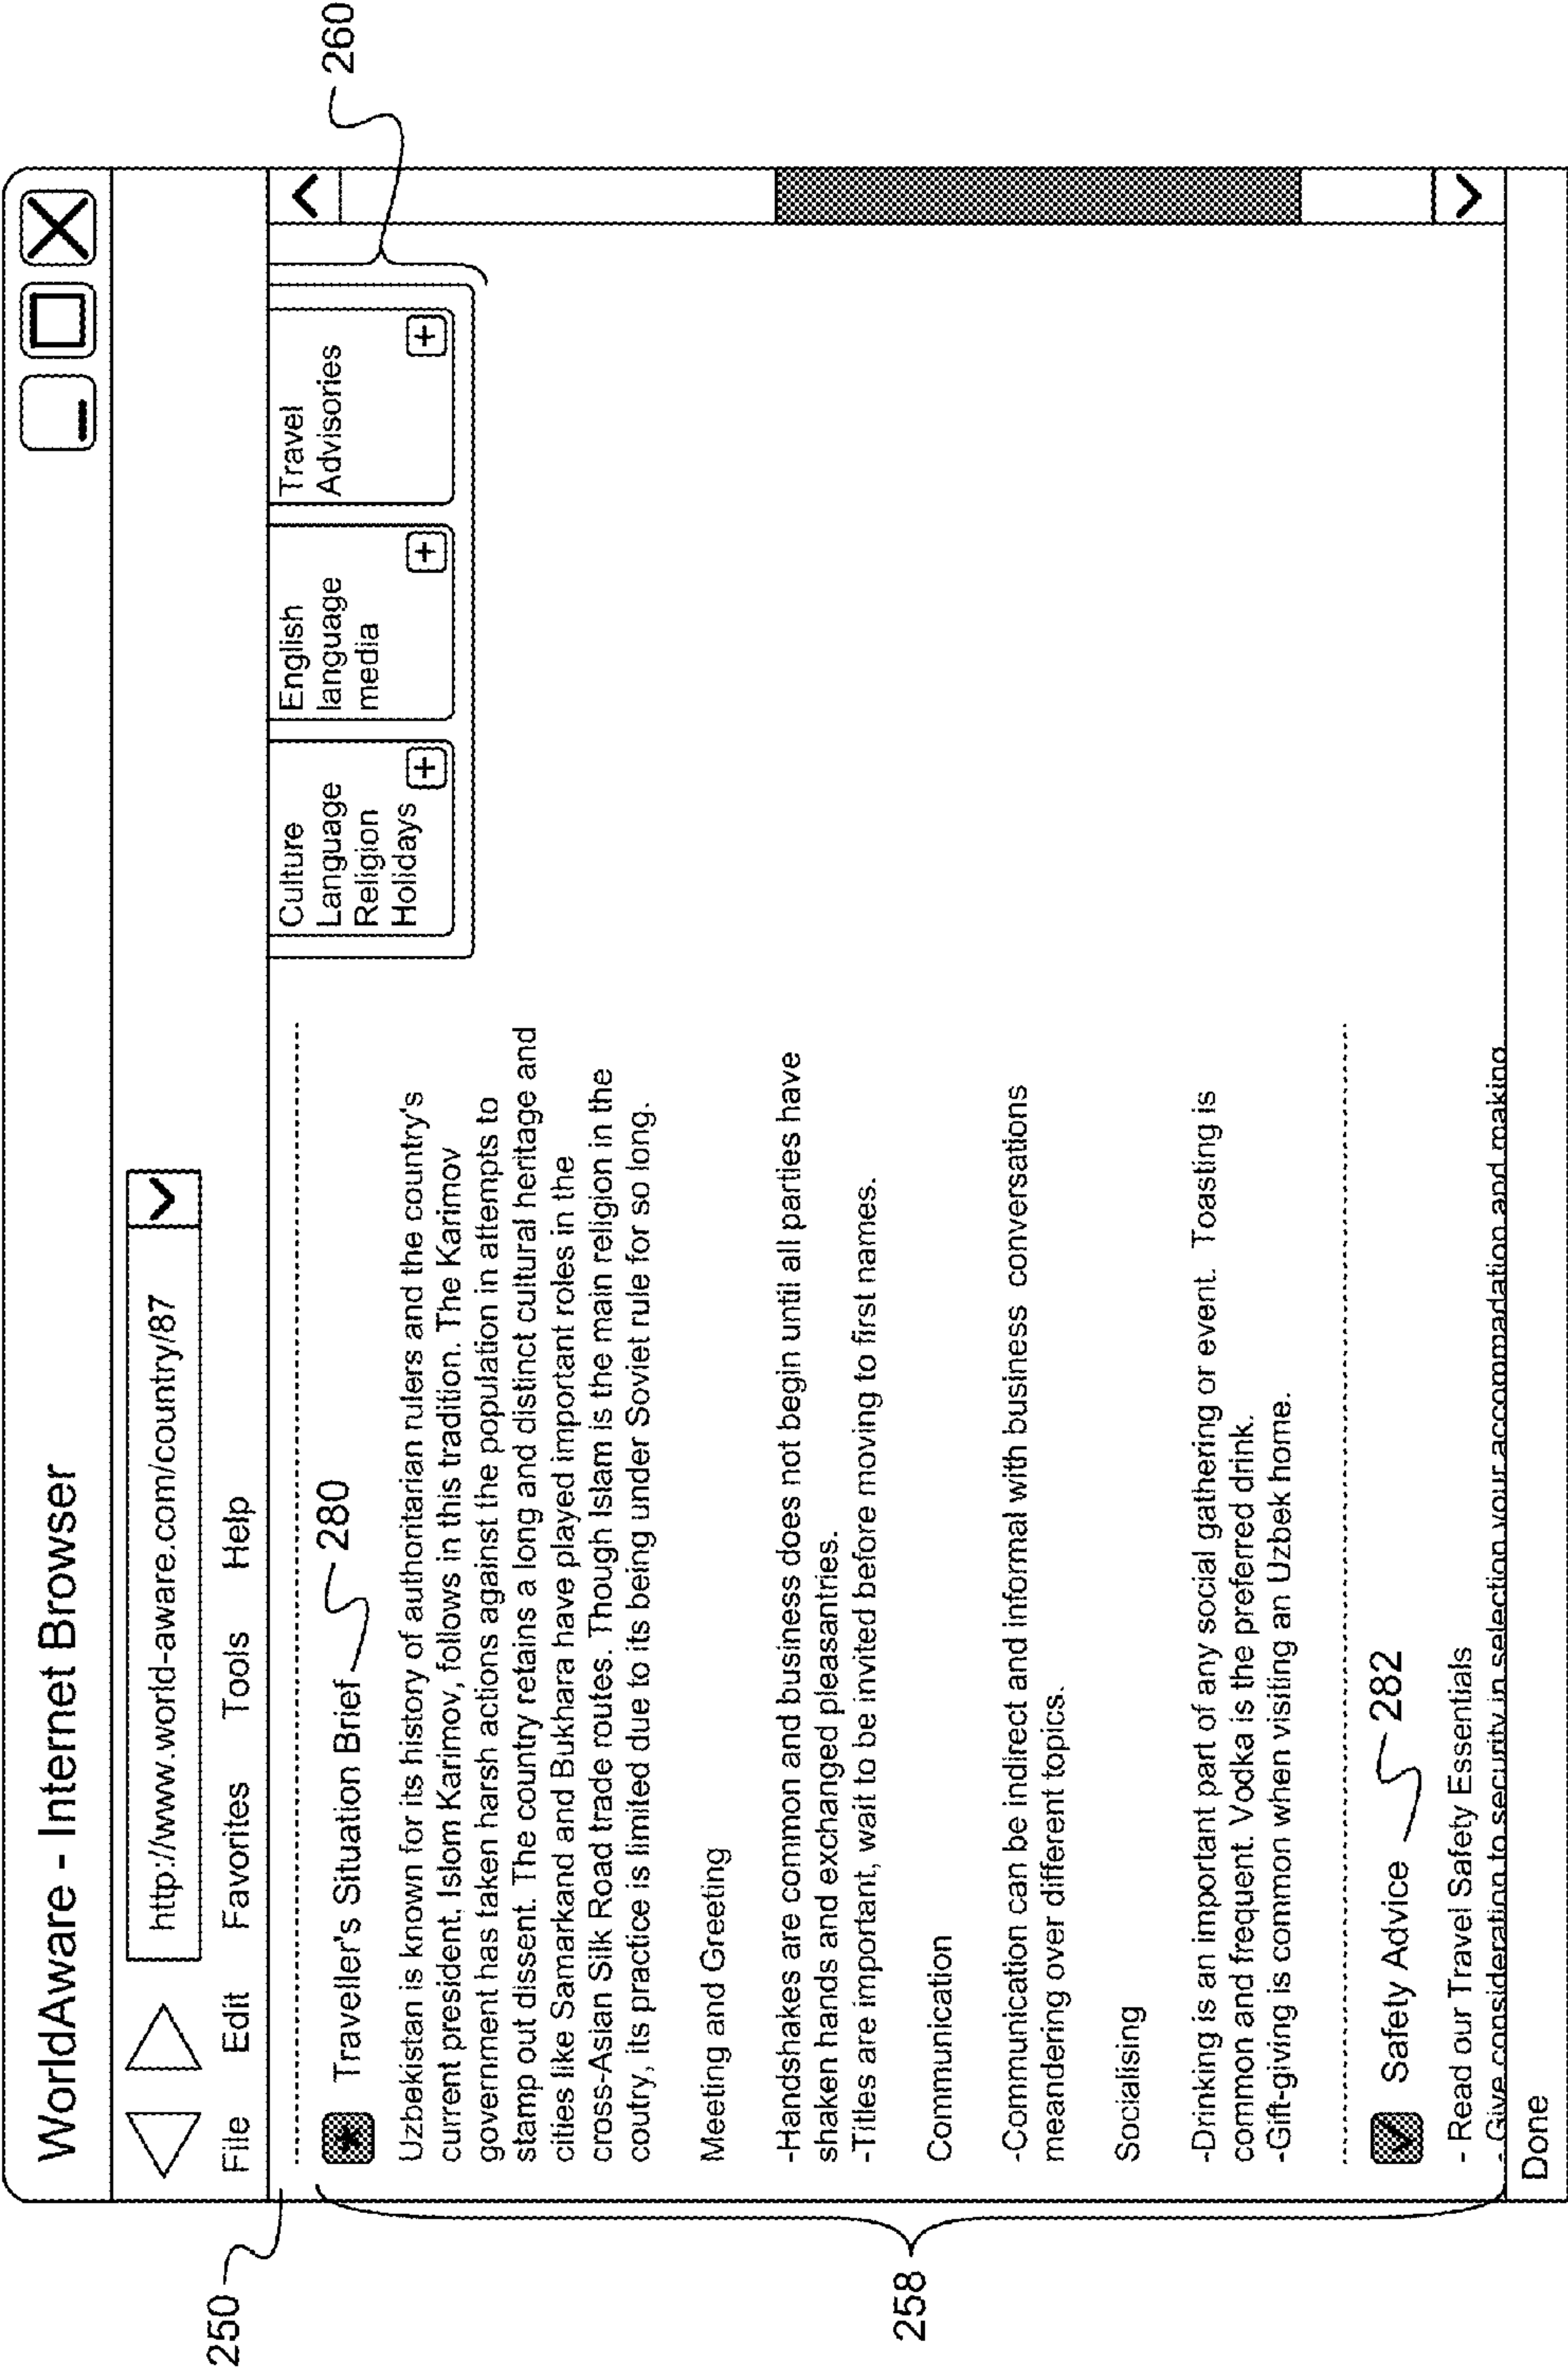 WorldAware - Internet Browser
http://www.world-aware.com/country/87
File Edit Favorites Tools Help
250
Traveller's Situation Brief
280
Uzbekistan is known for its history of authoritarian rulers and the country's
current president, Islom Karimov, follows in this tradition. The Karimov
government has taken harsh actions against the population in attempts to
stamp out dissent. The country retains a long and distinct cultural heritage and
cities like Samarkand and Bukhara have played important roles in the
cross-Asian Silk Road trade routes. Though Islam is the main religion in the
coutry, its practice is limited due to its being under Soviet rule for so long.
Meeting and Greeting
-Handshakes are common and business does not begin until all parties have
shaken hands and exchanged pleasantries.
-Titles are important, wait to be invited before moving to first names.
Communication
-Communication can be indirect and informal with business conversations
meandering over different topics.
Socialising
-Drinking is an important part of any social gathering or event. Toasting is
common and frequent. Vodka is the preferred drink.
-Gift-giving is common when visiting an Uzbek home.
Safety Advice
282
- Read our Travel Safety Essentials
- Give consideration to security in selection your accommodation and making
258
Culture
Language
Religion
Holidays
+
English
language
media
+
Travel
Advisories
+
260
Done